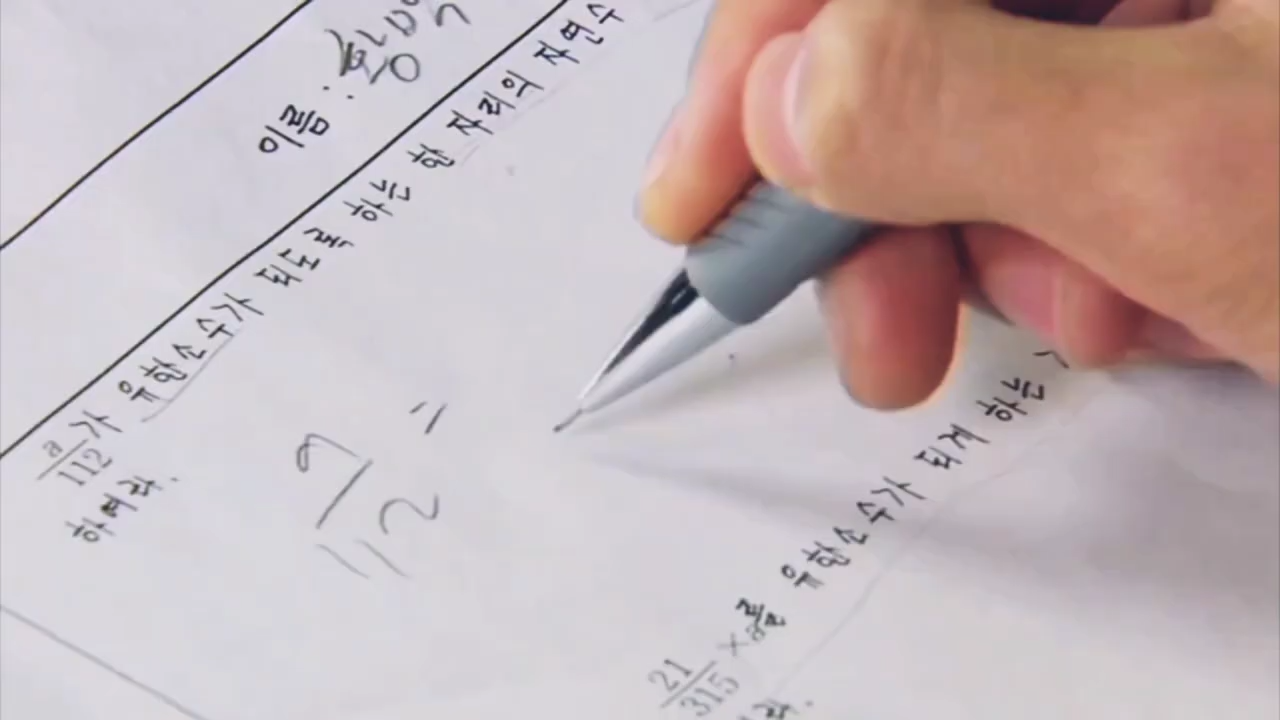 이름 :
a/112가 유한소수가 되도록 하는 한 자리의 자연수
하여라.
9/112 =
21/315 × a를 유한소수가 되게 하는